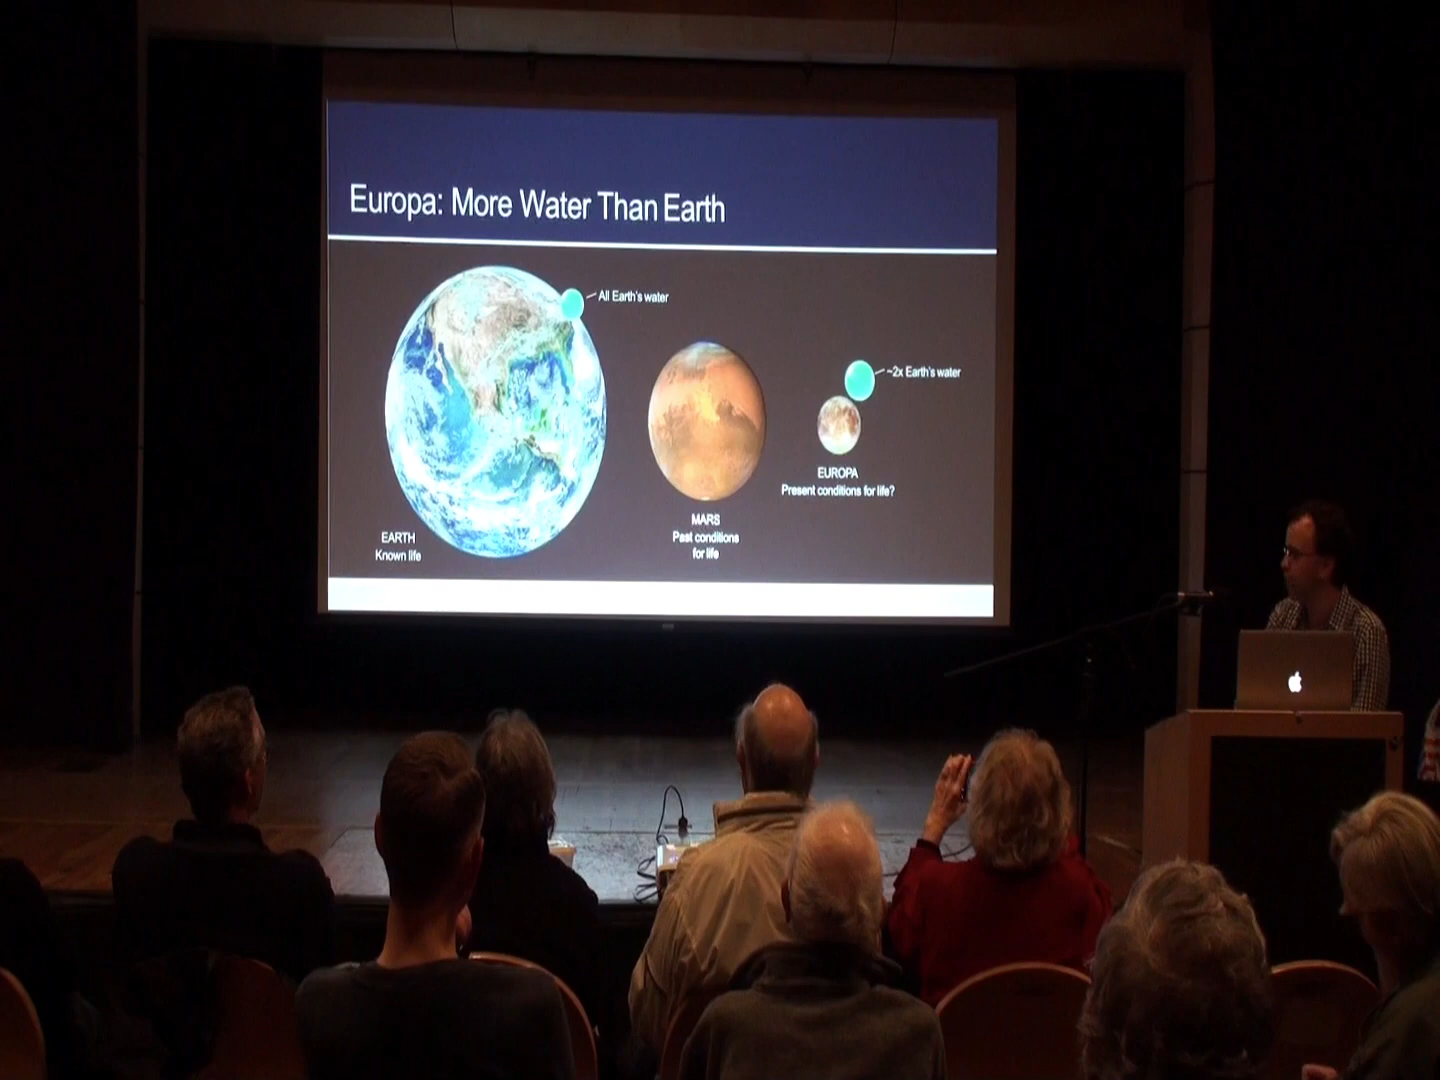 Europa: More Water Than Earth
All Earth's water
~2x Earth's water
EUROPA
Present conditions for life?
MARS
Past conditions
for life
EARTH
Known life